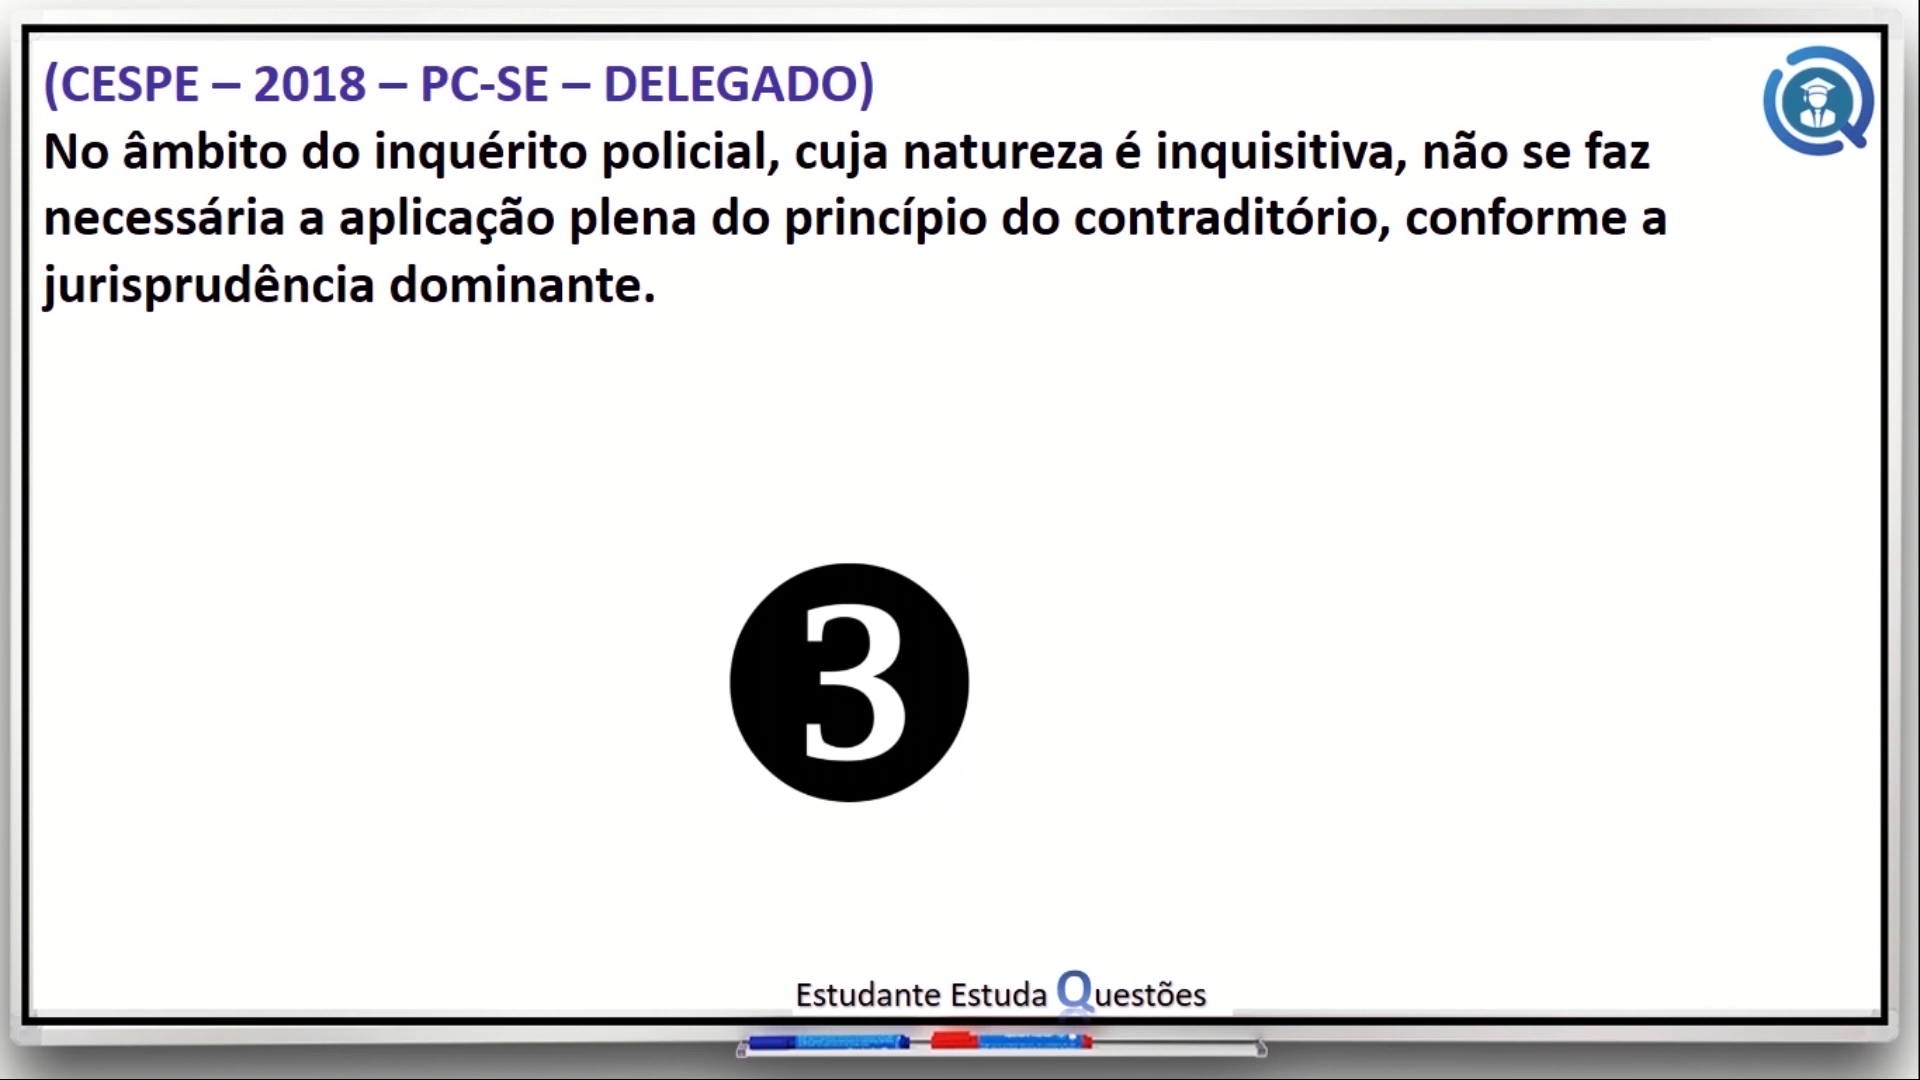 (CESPE – 2018 – PC-SE – DELEGADO)
No âmbito do inquérito policial, cuja natureza é inquisitiva, não se faz
necessária a aplicação plena do princípio do contraditório, conforme a
jurisprudência dominante.
3
Estudante Estuda Questões